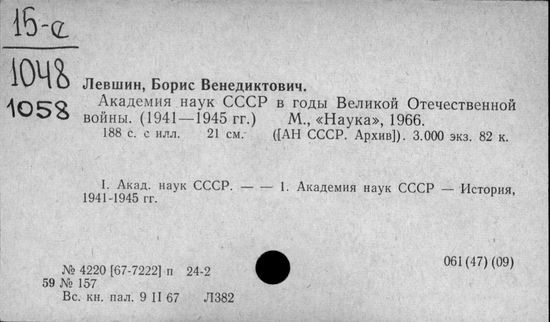 15-а
1048
1058
Левшин, Борис Венедиктович.
Академия наук СССР в годы Великой Отечественной
войны. (1941—1945 гг.) М., «Наука», 1966.
188 с. с илл. 21 см. ([АН СССР. Архив]). 3.000 экз. 82 к.
I. Акад. наук СССР. — — 1. Академия наук СССР — История,
1941-1945 гг.
№ 4220 [67-7222] п 24-2
59 № 157
Вс. кн. пал. 9 II 67 Л382
061 (47) (09)